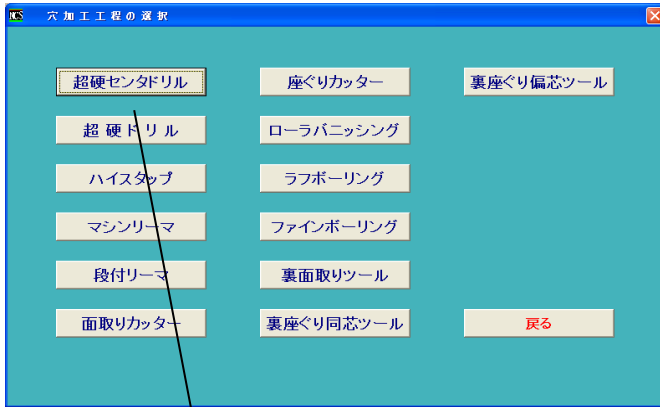 NCS 穴加工工程の選択
超硬センタドリル
座ぐりカッター
裏座ぐり偏芯ツール
超硬ドリル
ローラバニッシング
ハイスタップ
ラフボーリング
マシンリーマ
ファインボーリング
段付リーマ
裏面取りツール
面取りカッター
裏座ぐり同芯ツール
戻る